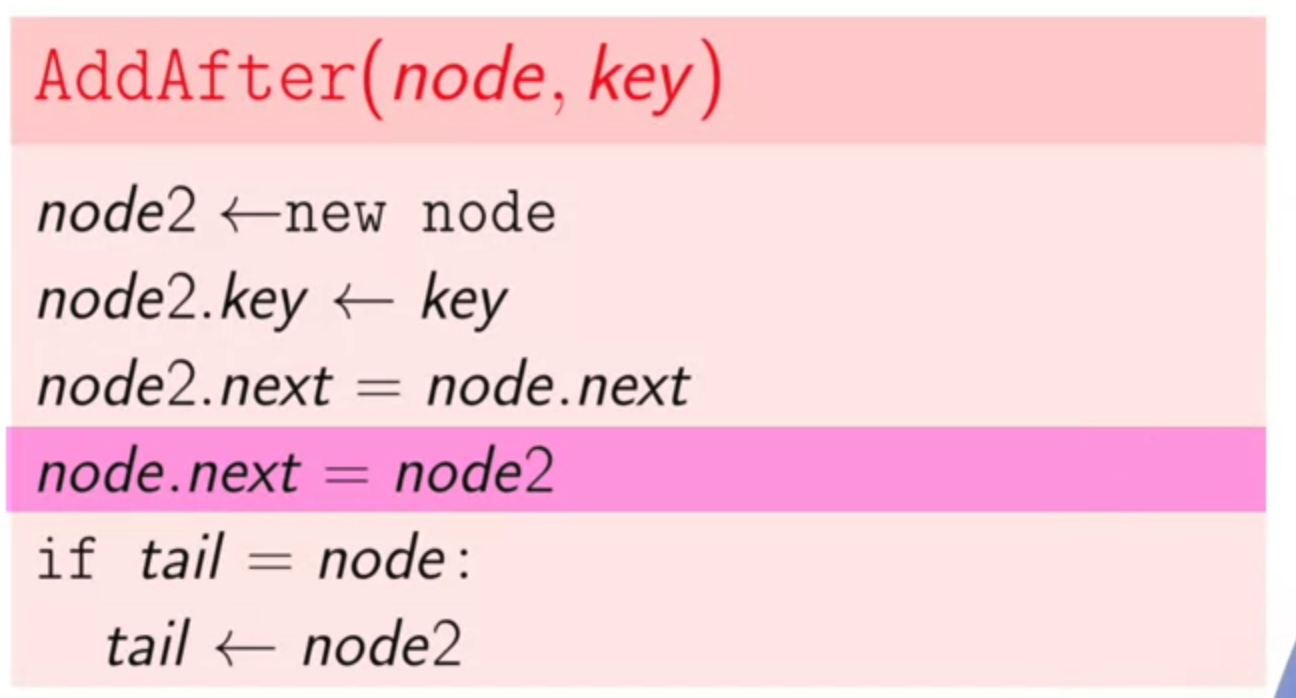 AddAfter(node, key)
node2 ←new node
node2.key ← key
node2.next = node.next
node.next = node2
if tail = node:
tail ← node2